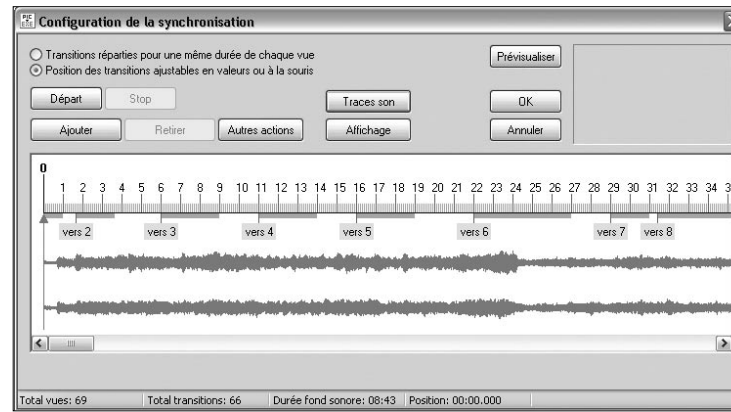 Configuration de la synchronisation
Transitions réparties pour une même durée de chaque vue
Position des transitions ajustables en valeurs ou à la souris
Prévisualiser
Départ Stop Traces son OK
Ajouter Retirer Autres actions Affichage Annuler
0
1 2 3 4 5 6 7 8 9 10 11 12 13 14 15 16 17 18 19 20 21 22 23 24 25 26 27 28 29 30 31 32 33 34
vers 2 vers 3 vers 4 vers 5 vers 6 vers 7 vers 8
Total vues: 69 Total transitions: 66 Durée fond sonore: 08:43 Position: 00:00.000